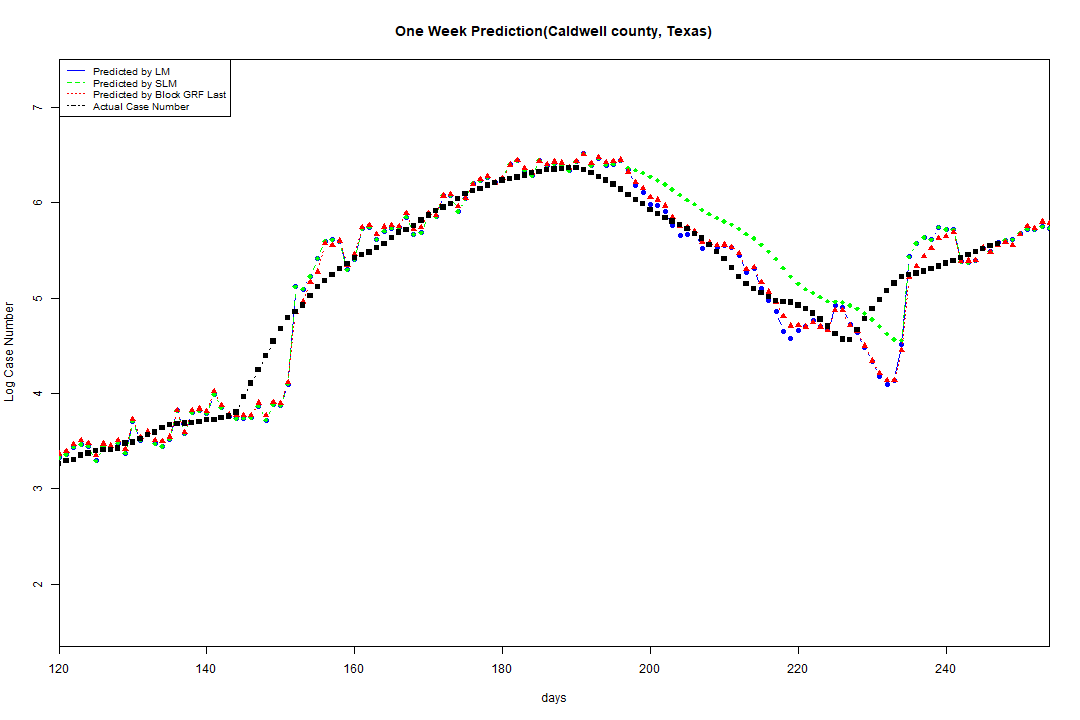 One Week Prediction(Caldwell county, Texas)
Predicted by LM
Predicted by SLM
Predicted by Block GRF Last
Actual Case Number
7
6
5
4
3
2
Log Case Number
120 140 160 180 200 220 240
days